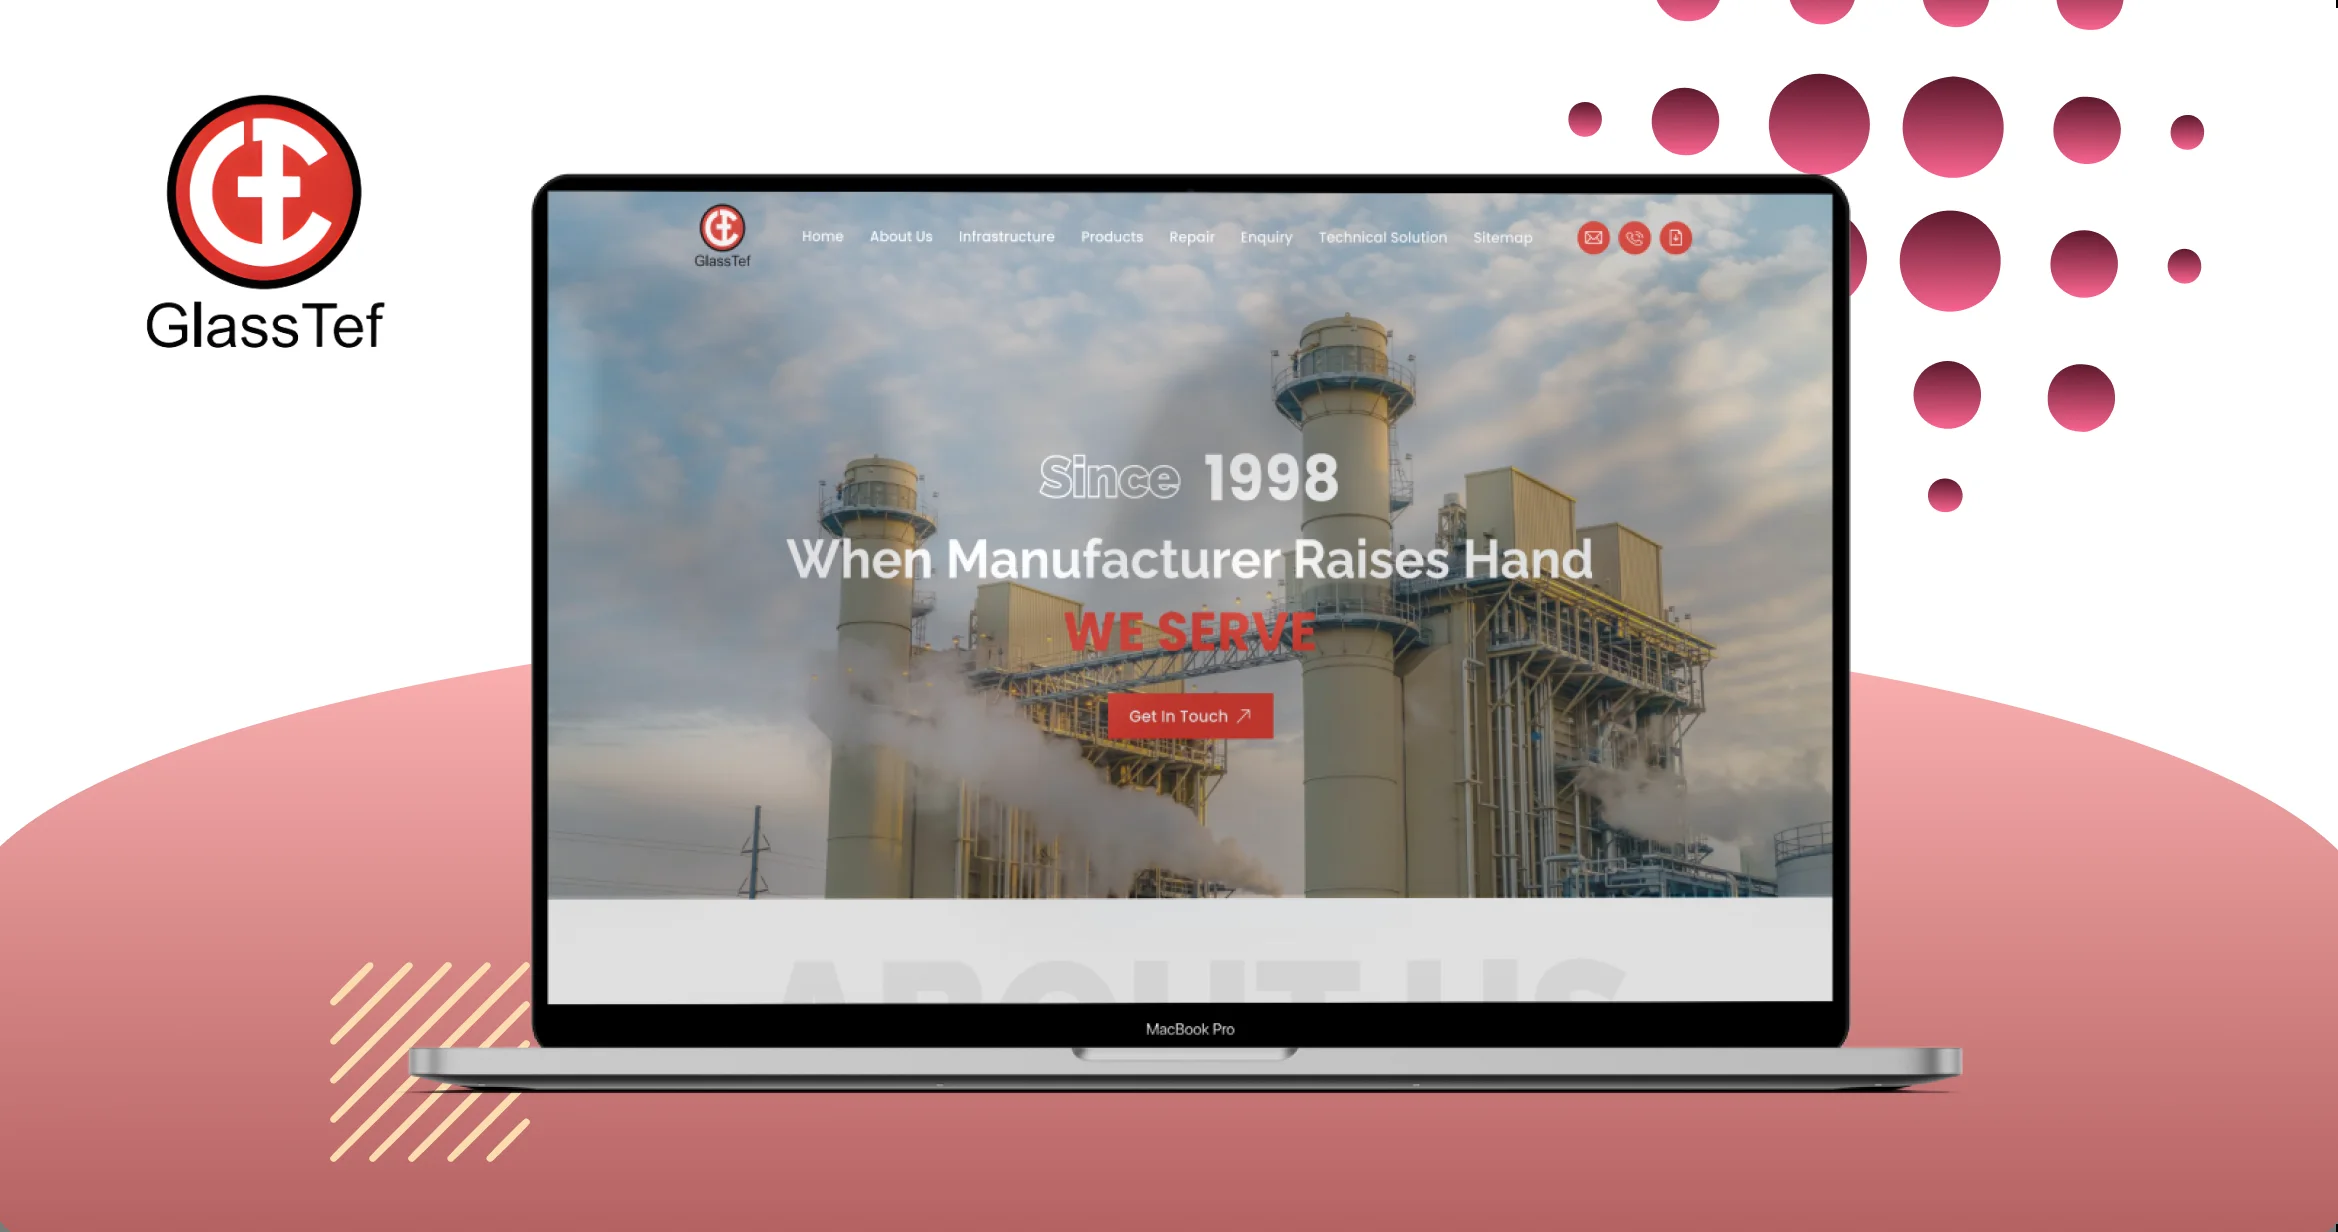 GlassTef
GlassTef
Home About Us Infrastructure Products Repair Enquiry Technical Solution Sitemap
Since 1998
When Manufacturer Raises Hand
WE SERVE
Get In Touch
ABOUT US
MacBook Pro